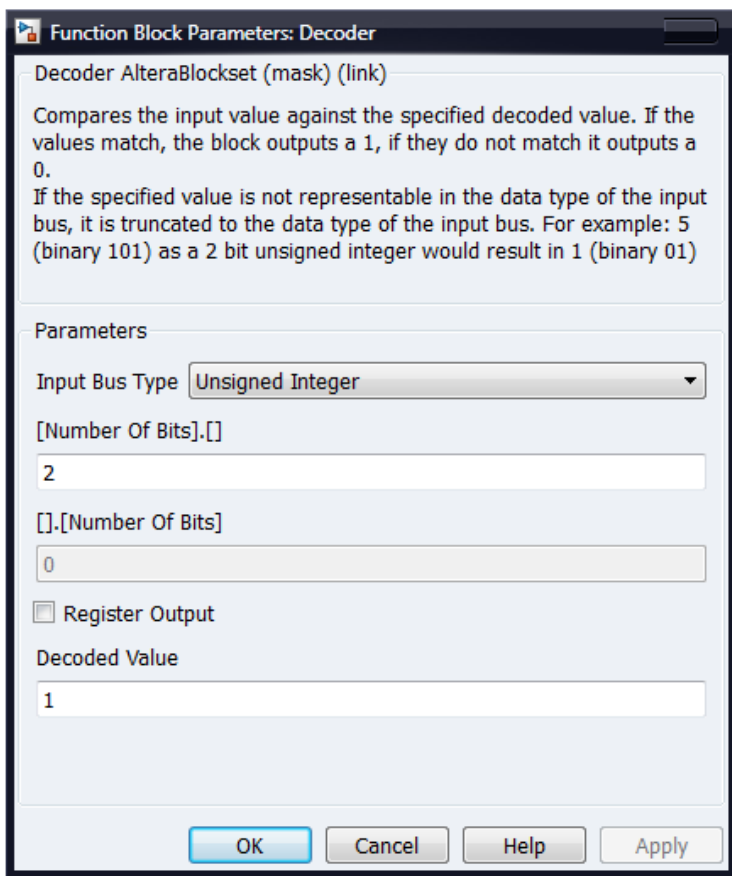 Function Block Parameters: Decoder
Decoder AlteraBlockset (mask) (link)
Compares the input value against the specified decoded value. If the
values match, the block outputs a 1, if they do not match it outputs a
0.
If the specified value is not representable in the data type of the input
bus, it is truncated to the data type of the input bus. For example: 5
(binary 101) as a 2 bit unsigned integer would result in 1 (binary 01)
Parameters
Input Bus Type Unsigned Integer
[Number Of Bits].[]
2
[].[Number Of Bits]
0
Register Output
Decoded Value
1
OK Cancel Help Apply